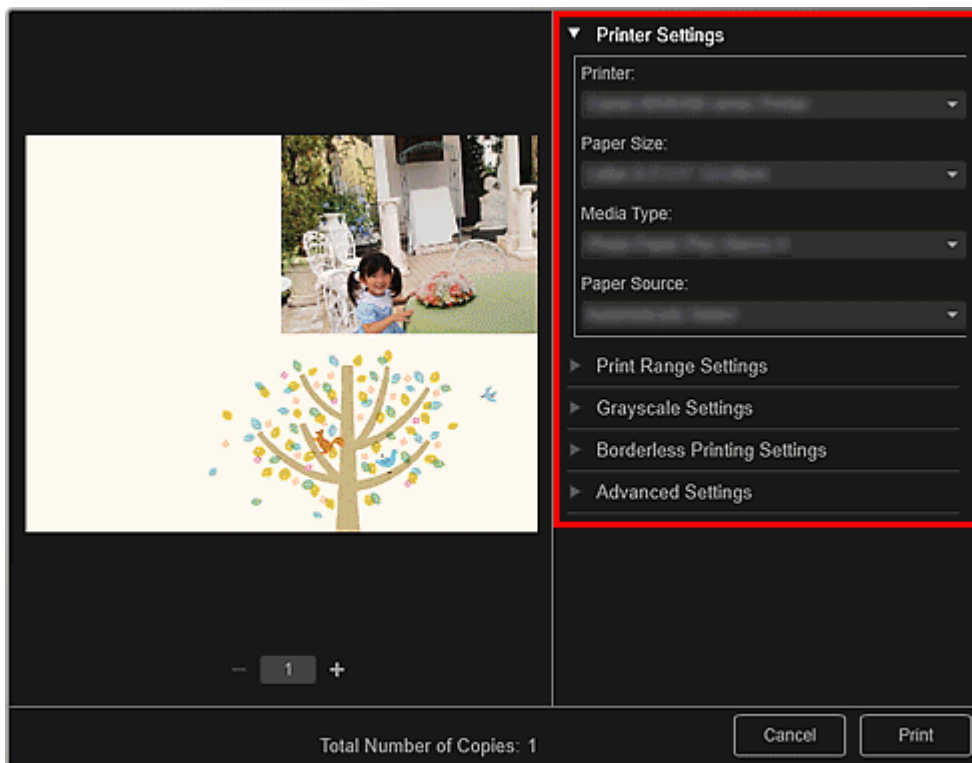 Printer Settings
Printer:
Paper Size:
Media Type:
Paper Source:
Print Range Settings
Grayscale Settings
Borderless Printing Settings
Advanced Settings
1
Total Number of Copies: 1
Cancel
Print